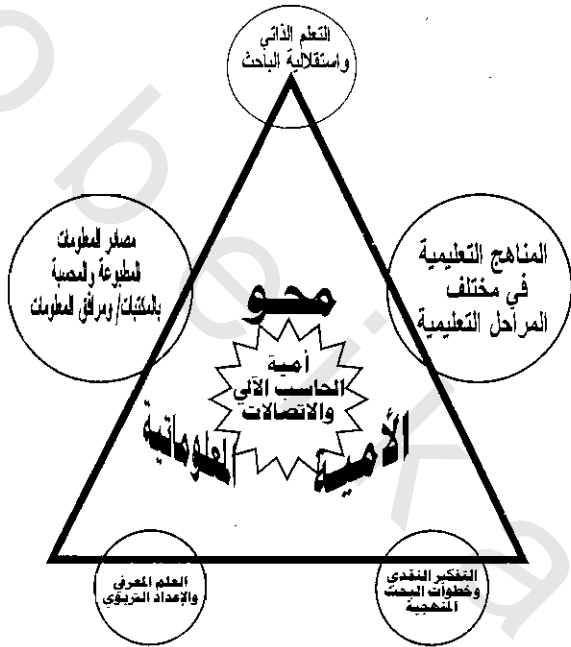 التعلم الذاتي
واستقلالية الباحث
المناهج التعليمية
في مختلف
المراحل التعليمية
مصادر المعلومات
المطبوعة والمحسبة
بالمكتبات/ ومرافق المعلومات
محو
أمية
الحاسب الآلي
والاتصالات
الأمية
المعلوماتية
التفكير النقدي
وخطوات البحث
المنهجية
العلم المعرفي
والإعداد التربوي
obeikan